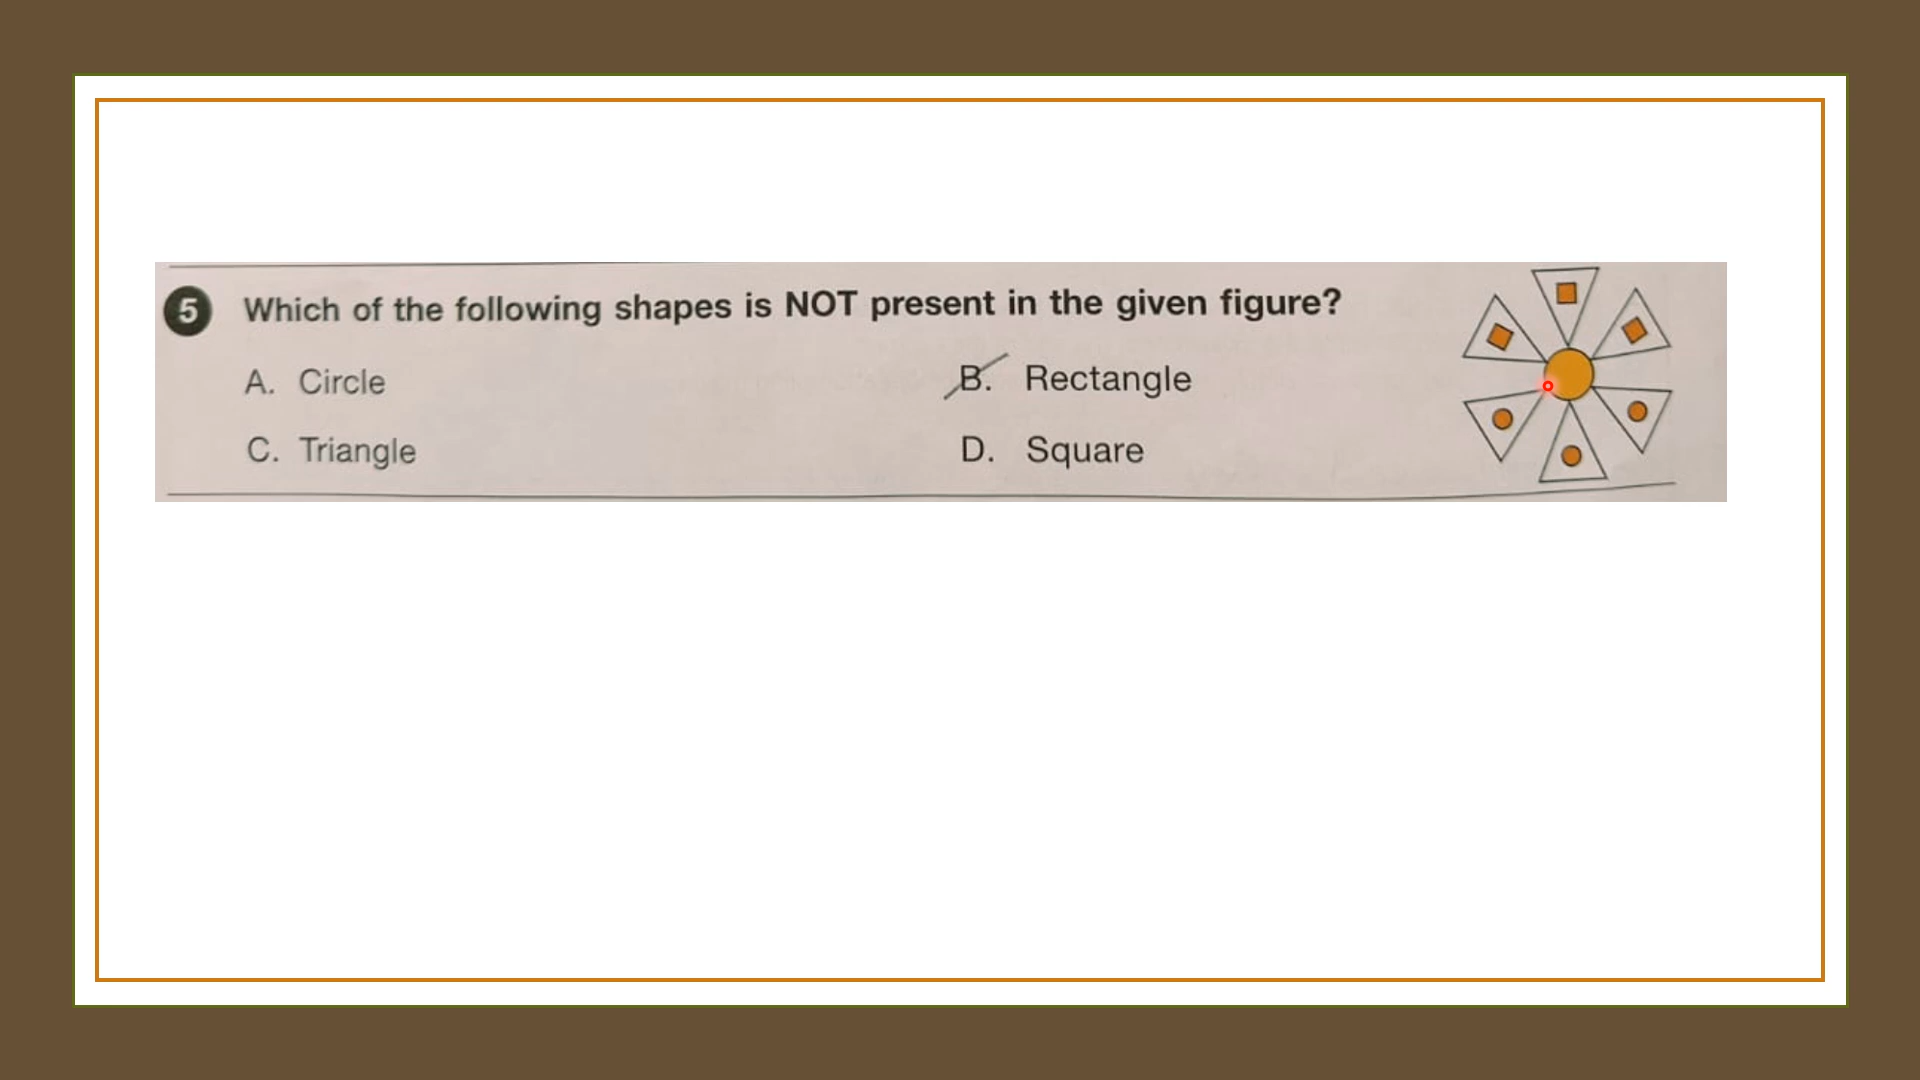 5 Which of the following shapes is NOT present in the given figure?
A. Circle
B. Rectangle
C. Triangle
D. Square